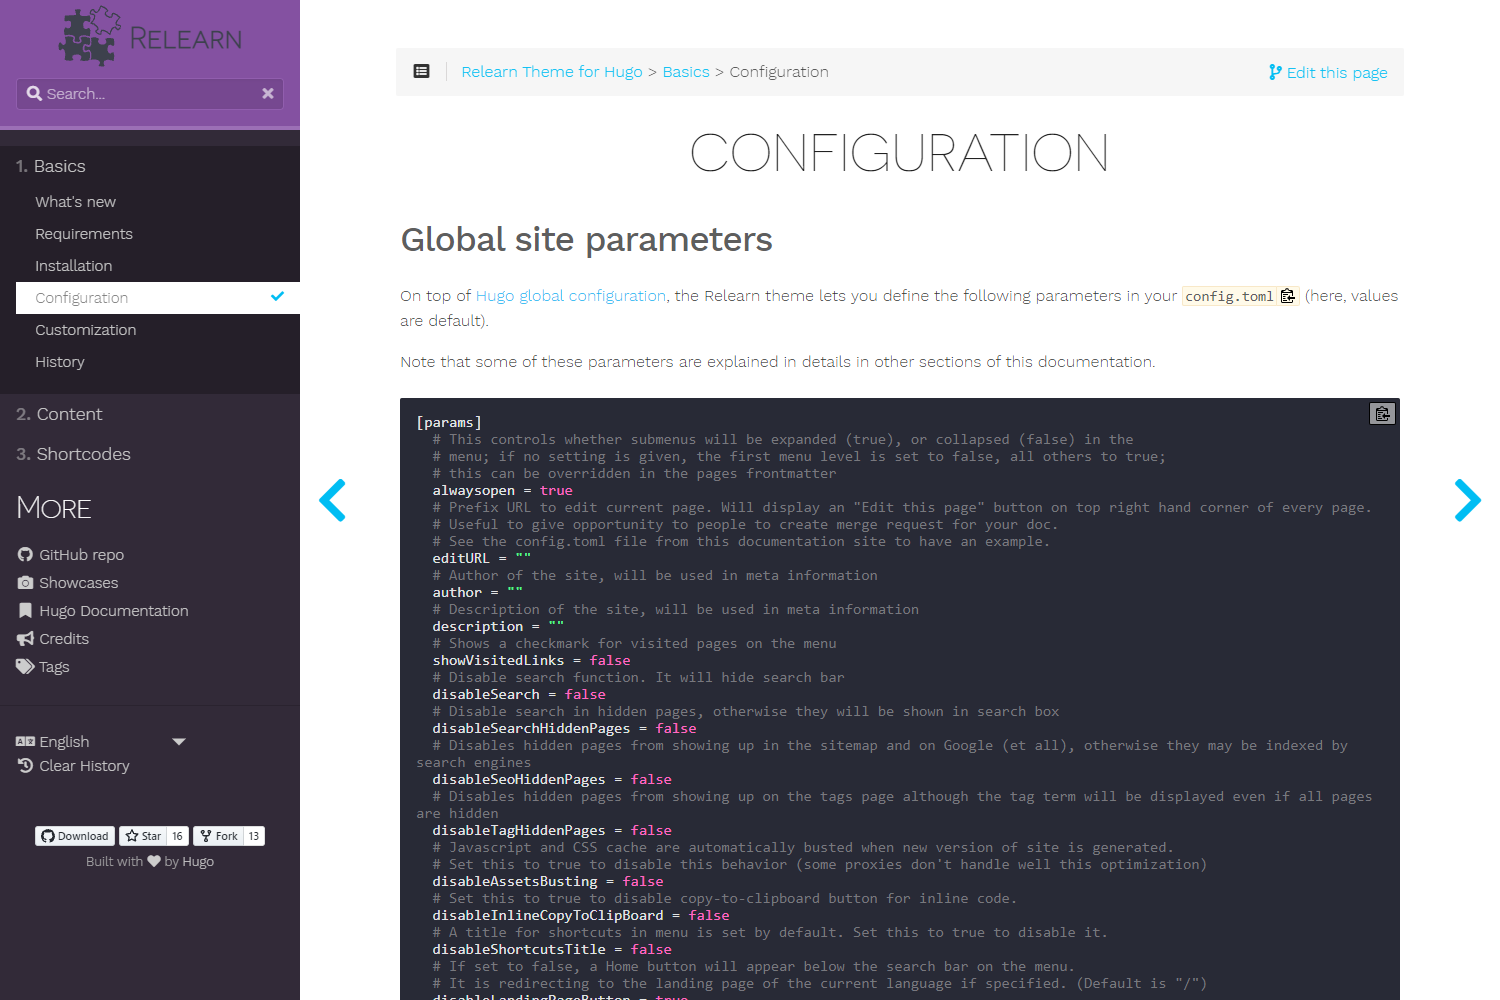 RELEARN
Search...
1. Basics
What's new
Requirements
Installation
Configuration
Customization
History
2. Content
3. Shortcodes
MORE
GitHub repo
Showcases
Hugo Documentation
Credits
Tags
English
Clear History
Download Star 16 Fork 13
Built with by Hugo
Relearn Theme for Hugo > Basics > Configuration
Edit this page
CONFIGURATION
Global site parameters
On top of Hugo global configuration, the Relearn theme lets you define the following parameters in your config.toml (here, values
are default).
Note that some of these parameters are explained in details in other sections of this documentation.
[params]
# This controls whether submenus will be expanded (true), or collapsed (false) in the
# menu; if no setting is given, the first menu level is set to false, all others to true;
# this can be overridden in the pages frontmatter
alwaysopen = true
# Prefix URL to edit current page. Will display an "Edit this page" button on top right hand corner of every page.
# Useful to give opportunity to people to create merge request for your doc.
# See the config.toml file from this documentation site to have an example.
editURL = ""
# Author of the site, will be used in meta information
author = ""
# Description of the site, will be used in meta information
description = ""
# Shows a checkmark for visited pages on the menu
showVisitedLinks = false
# Disable search function. It will hide search bar
disableSearch = false
# Disable search in hidden pages, otherwise they will be shown in search box
disableSearchHiddenPages = false
# Disables hidden pages from showing up in the sitemap and on Google (et all), otherwise they may be indexed by
search engines
disableSeoHiddenPages = false
# Disables hidden pages from showing up on the tags page although the tag term will be displayed even if all pages
are hidden
disableTagHiddenPages = false
# Javascript and CSS cache are automatically busted when new version of site is generated.
# Set this to true to disable this behavior (some proxies don't handle well this optimization)
disableAssetsBusting = false
# Set this to true to disable copy-to-clipboard button for inline code.
disableInlineCopyToClipBoard = false
# A title for shortcuts in menu is set by default. Set this to true to disable it.
disableShortcutsTitle = false
# If set to false, a Home button will appear below the search bar on the menu.
# It is redirecting to the landing page of the current language if specified. (Default is "/")
disableLandingPageButton = true